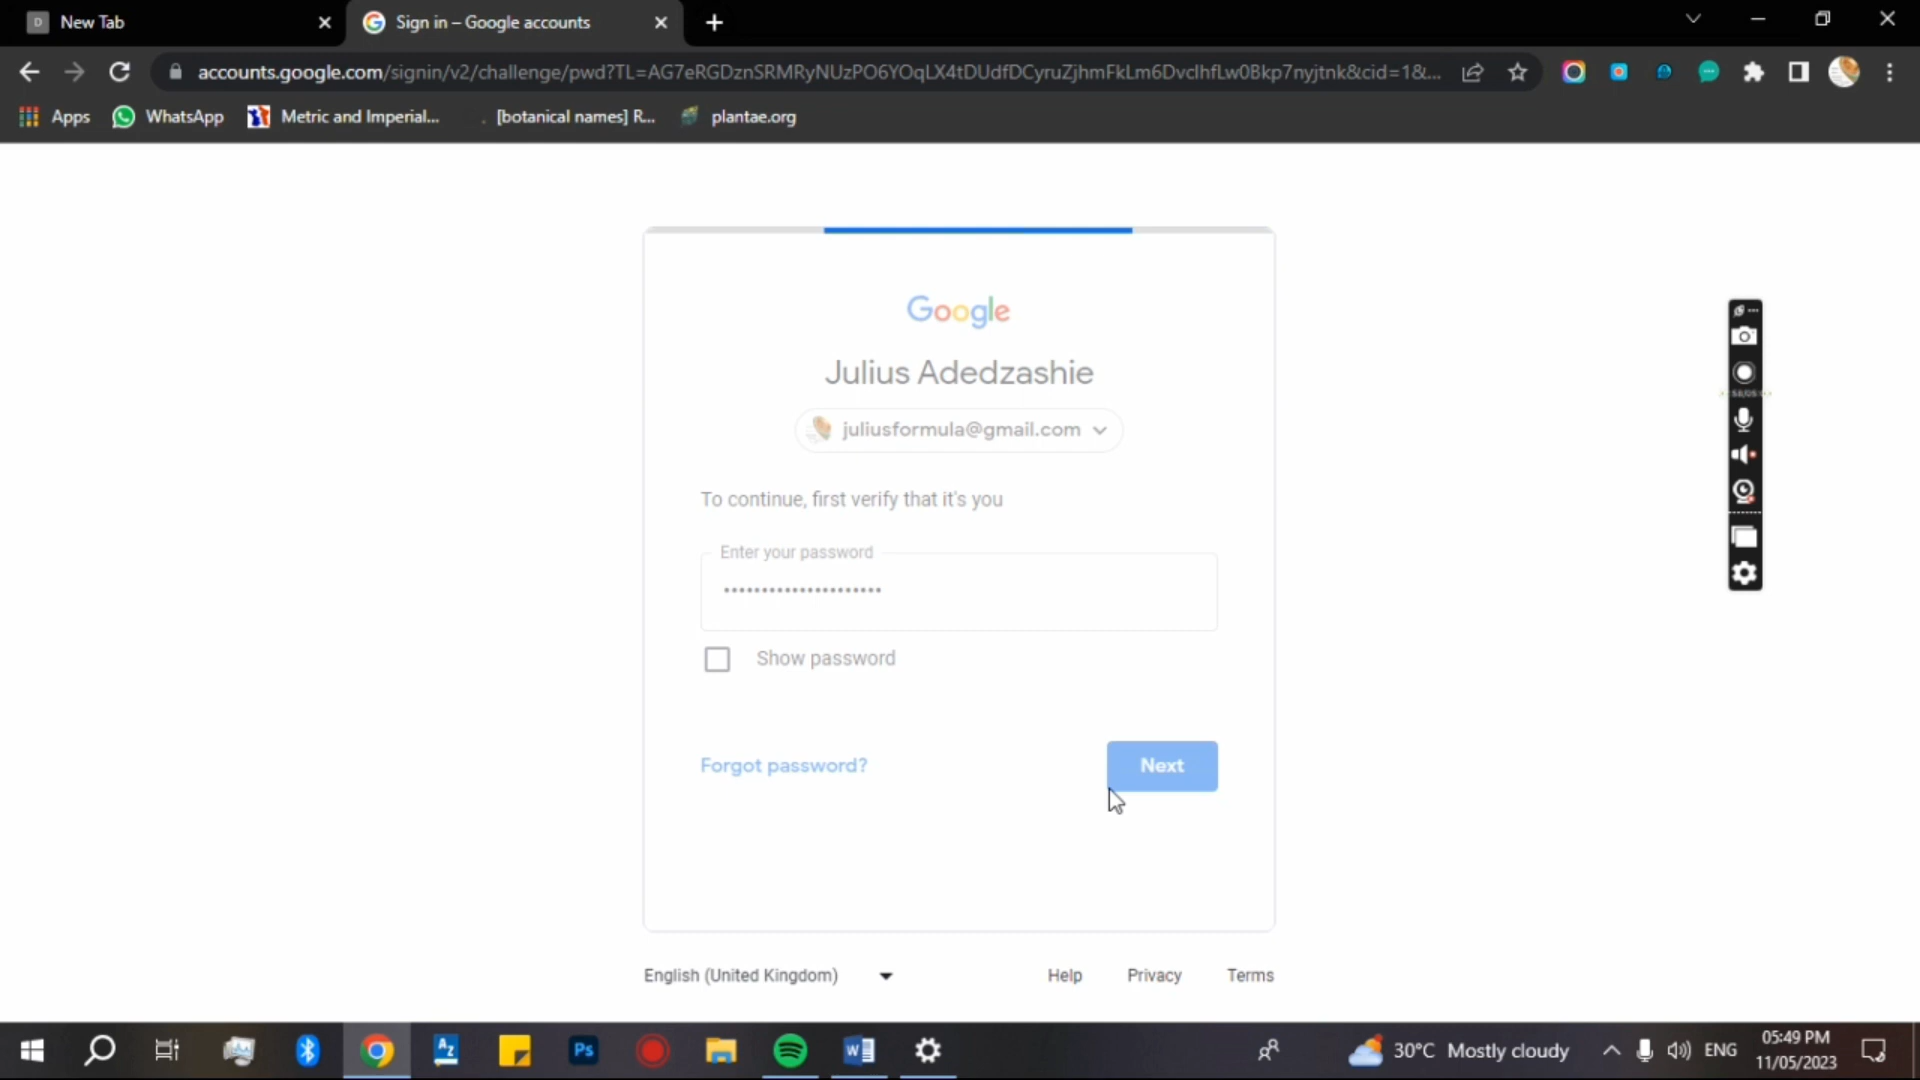 D New Tab
Sign in – Google accounts
accounts.google.com/signin/v2/challenge/pwd?TL=AG7eRGDznSRMRyNUzPO6YOqLX4tDUdfDCyruZjhmFkLm6DvclhfLw0Bkp7nyjtnk&cid=1&...
Apps
WhatsApp
Metric and Imperial...
[botanical names] R...
plantae.org
Google
Julius Adedzashie
juliusformula@gmail.com
To continue, first verify that it's you
Enter your password
Show password
Forgot password?
Next
English (United Kingdom)
Help
Privacy
Terms
A Z
Ps
W
30°C Mostly cloudy
ENG
05:49 PM
11/05/2023